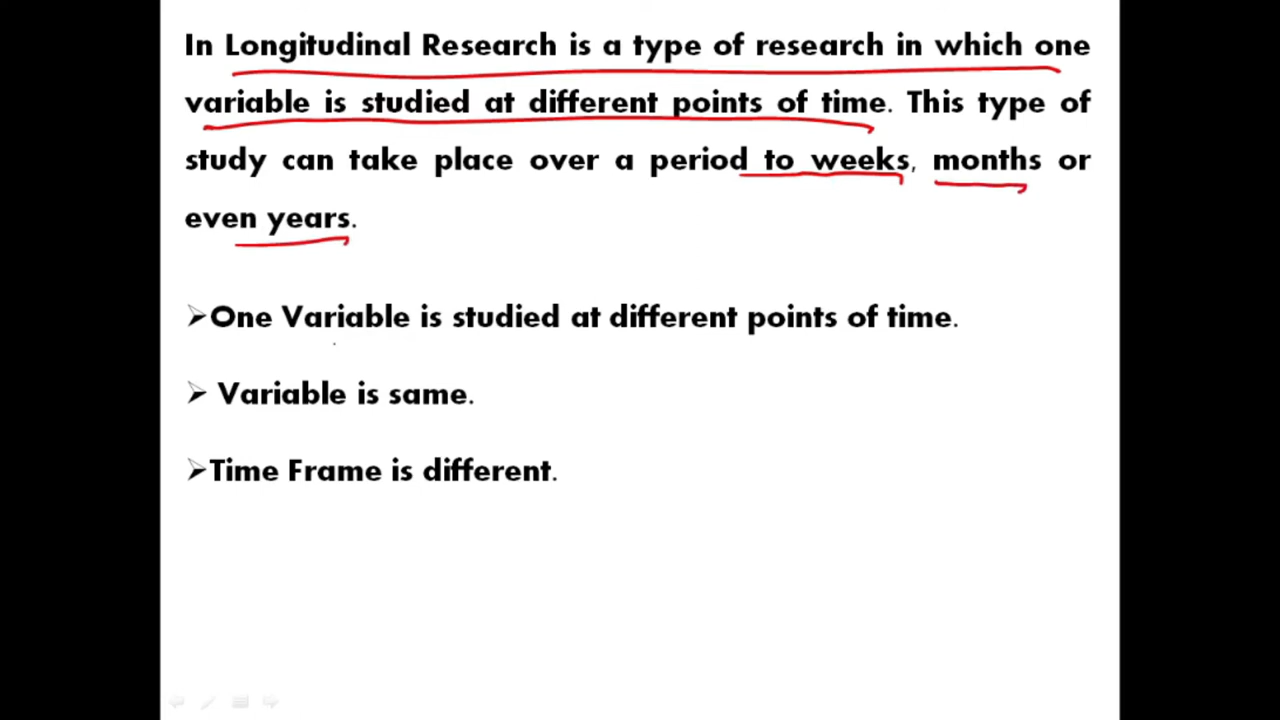 In Longitudinal Research is a type of research in which one
variable is studied at different points of time. This type of
study can take place over a period to weeks, months or
even years.
➢One Variable is studied at different points of time.
➢ Variable is same.
➢Time Frame is different.